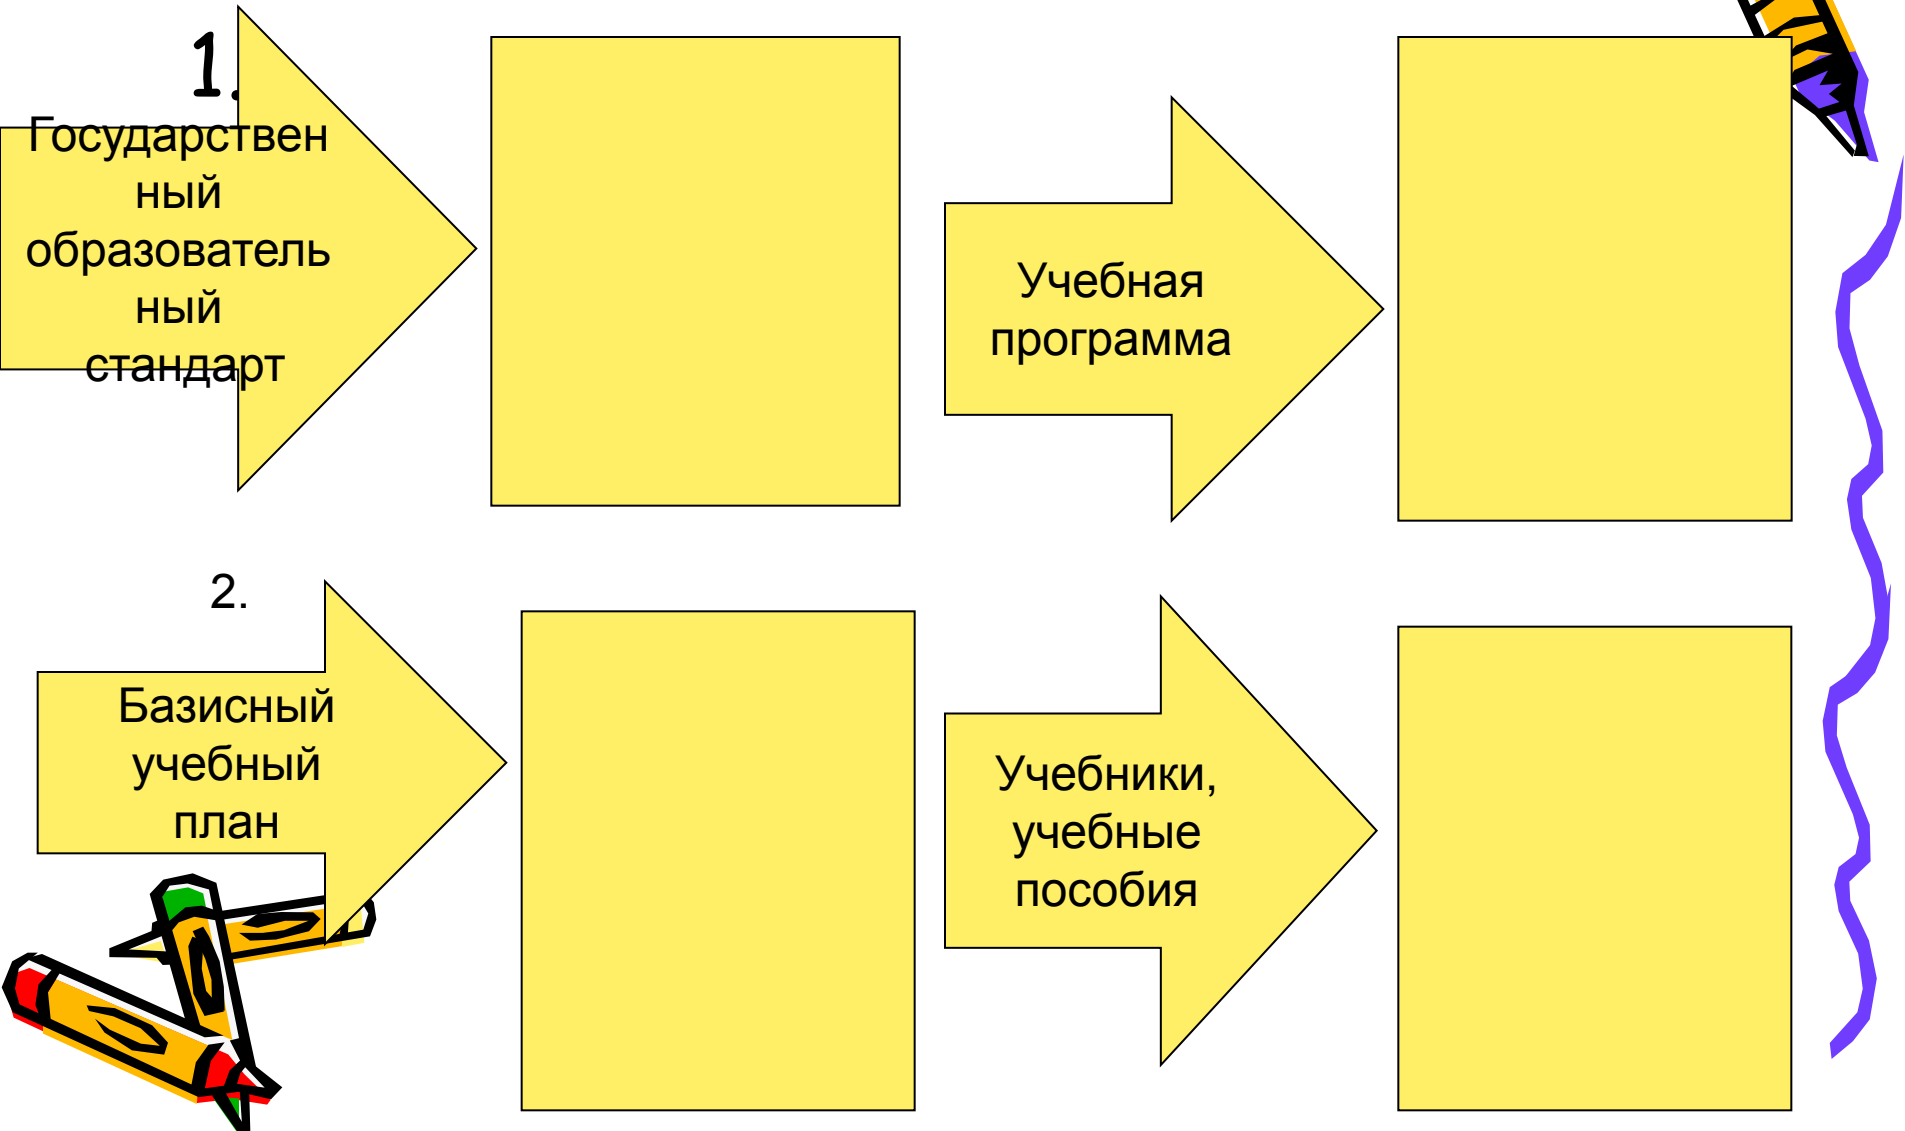 1.
Государствен
ный
образователь
ный
стандарт
Учебная
программа
2.
Базисный
учебный
план
Учебники,
учебные
пособия